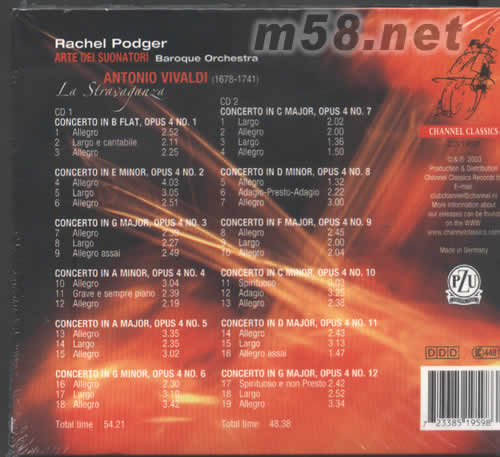 m58.net
Rachel Podger
ARTE DEI SUONATORI Baroque Orchestra
ANTONIO VIVALDI (1678-1741)
La Stravaganza
CD 1
CONCERTO IN B FLAT, OPUS 4 NO. 1
1 Allegro 2.52
2 Largo e cantabile 2.11
3 Allegro 2.25
CONCERTO IN E MINOR, OPUS 4 NO. 2
4 Allegro 4.03
5 Largo 3.05
6 Allegro 2.51
CONCERTO IN G MAJOR, OPUS 4 NO. 3
7 Allegro
8 Largo 2.27
9 Allegro assai 2.49
CONCERTO IN A MINOR, OPUS 4 NO. 4
10 Allegro 3.04
11 Grave e sempre piano 2.39
12 Allegro 2.19
CONCERTO IN A MAJOR, OPUS 4 NO. 5
13 Allegro 3.35
14 Largo 2.35
15 Allegro 3.02
CONCERTO IN G MINOR, OPUS 4 NO. 6
16 Allegro 2.30
17 Largo
18 Allegro 3.42
Total time 54.21
CD 2
CONCERTO IN C MAJOR, OPUS 4 NO. 7
1 Largo 2.02
2 Allegro 2.00
3 Largo 1.36
4 Allegro 1.50
CONCERTO IN D MINOR, OPUS 4 NO. 8
5 Allegro 1.32
6 Adagio-Presto-Adagio 2.22
7 Allegro 3.00
CONCERTO IN F MAJOR, OPUS 4 NO. 9
8 Allegro 2.45
9 Largo 2.00
10 Allegro 2.04
CONCERTO IN C MINOR, OPUS 4 NO. 10
11 Spirituoso
12 Adagio 3.25
13 Allegro 2.38
CONCERTO IN D MAJOR, OPUS 4 NO. 11
14 Allegro 2.43
15 Largo 3.13
16 Allegro assai 1.47
CONCERTO IN G MAJOR, OPUS 4 NO. 12
17 Spirituoso e non Presto 2.42
18 Largo 2.52
19 Allegro 3.34
Total time 48.38
CHANNEL CLASSICS
CCS 19598
℗ & © 2003
Production & Distribution
Channel Classics Records bv
E-mail
More information about
our releases can be found
on the WWW
www.channelclassics.com
Made in Germany
PZU
DDD
7 23385 19598